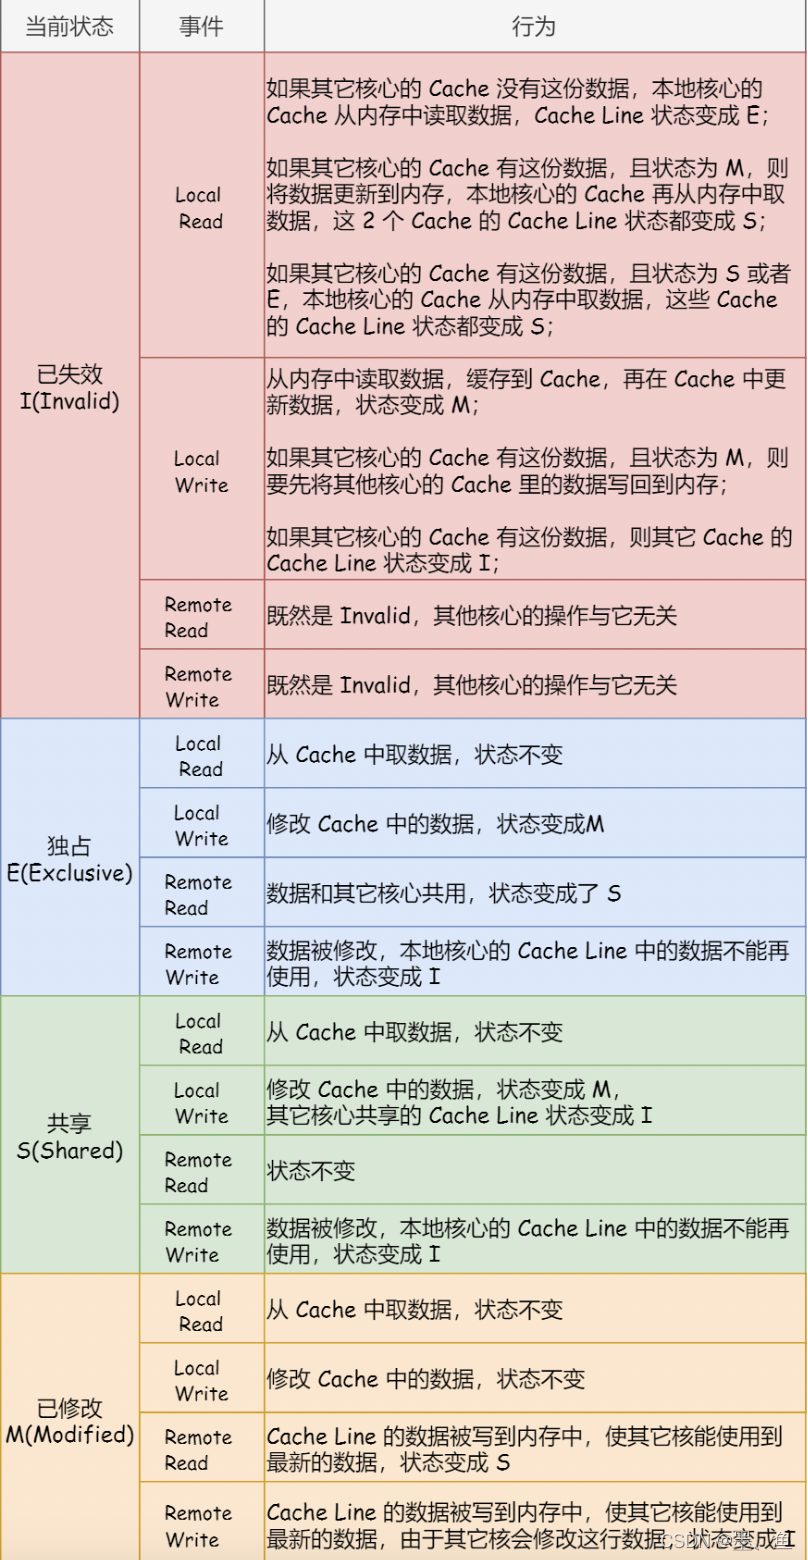 当前状态 事件 行为
已失效
I(Invalid)
Local
Read
如果其它核心的 Cache 没有这份数据，本地核心的
Cache 从内存中读取数据，Cache Line 状态变成 E；
如果其它核心的 Cache 有这份数据，且状态为 M，则
将数据更新到内存，本地核心的 Cache 再从内存中取
数据，这 2 个 Cache 的 Cache Line 状态都变成 S；
如果其它核心的 Cache 有这份数据，且状态为 S 或者
E，本地核心的 Cache 从内存中取数据，这些 Cache
的 Cache Line 状态都变成 S；
Local
Write
从内存中读取数据，缓存到 Cache，再在 Cache 中更
新数据，状态变成 M；
如果其它核心的 Cache 有这份数据，且状态为 M，则
要先将其他核心的 Cache 里的数据写回到内存；
如果其它核心的 Cache 有这份数据，则其它 Cache 的
Cache Line 状态变成 I；
Remote
Read
既然是 Invalid，其他核心的操作与它无关
Remote
Write
既然是 Invalid，其他核心的操作与它无关
独占
E(Exclusive)
Local
Read
从 Cache 中取数据，状态不变
Local
Write
修改 Cache 中的数据，状态变成M
Remote
Read
数据和其它核心共用，状态变成了 S
Remote
Write
数据被修改，本地核心的 Cache Line 中的数据不能再
使用，状态变成 I
共享
S(Shared)
Local
Read
从 Cache 中取数据，状态不变
Local
Write
修改 Cache 中的数据，状态变成 M，
其它核心共享的 Cache Line 状态变成 I
Remote
Read
状态不变
Remote
Write
数据被修改，本地核心的 Cache Line 中的数据不能再
使用，状态变成 I
已修改
M(Modified)
Local
Read
从 Cache 中取数据，状态不变
Local
Write
修改 Cache 中的数据，状态不变
Remote
Read
Cache Line 的数据被写到内存中，使其它核能使用到
最新的数据，状态变成 S
Remote
Write
Cache Line 的数据被写到内存中，使其它核能使用到
最新的数据，由于其它核会修改这行数据，状态变成 I